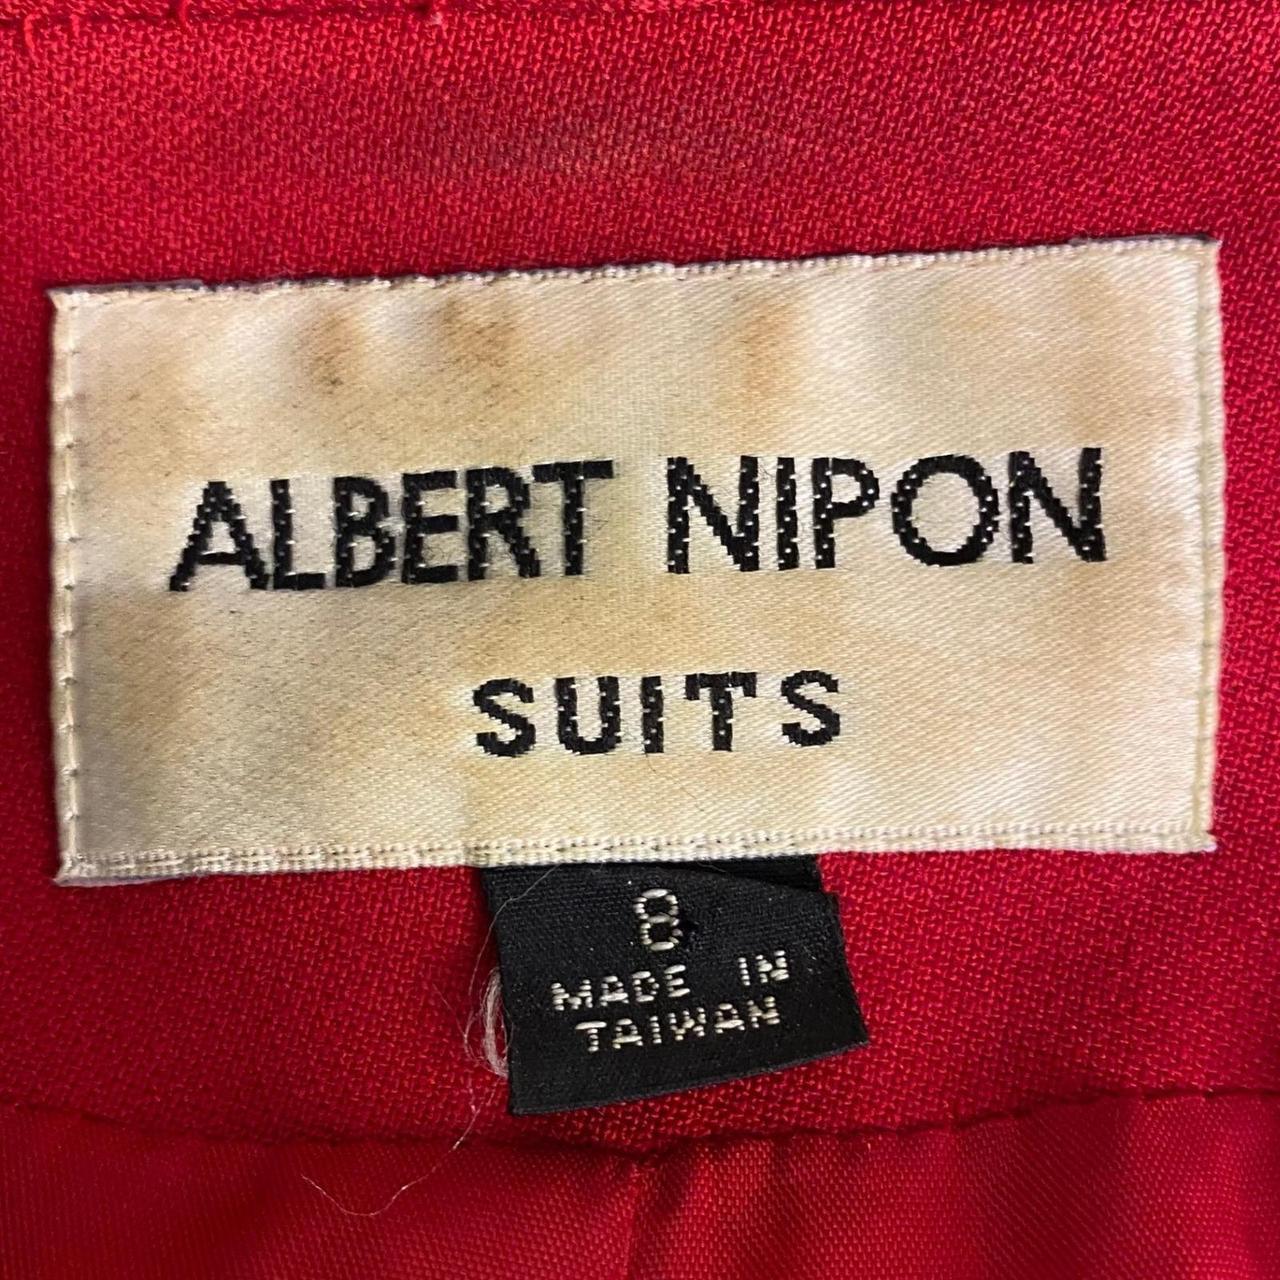 ALBERT NIPON
SUITS
8
MADE IN
TAIWAN